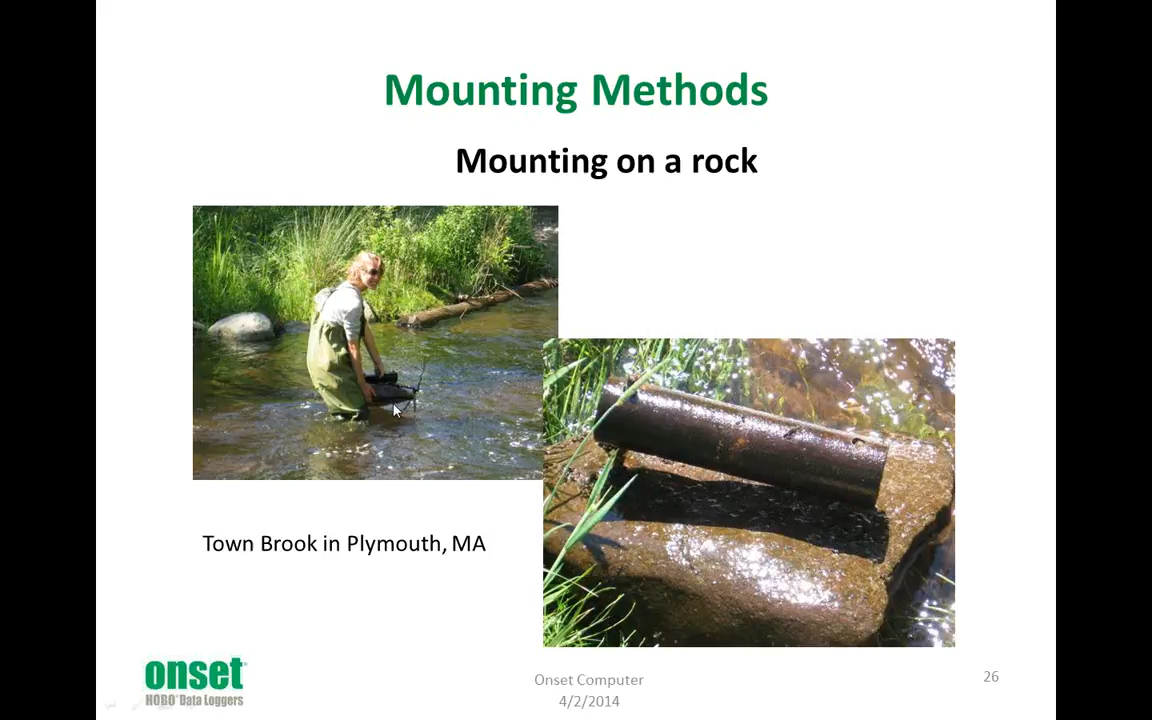 Mounting Methods
Mounting on a rock
Town Brook in Plymouth, MA
onset
HOBO® Data Loggers
Onset Computer
4/2/2014
26